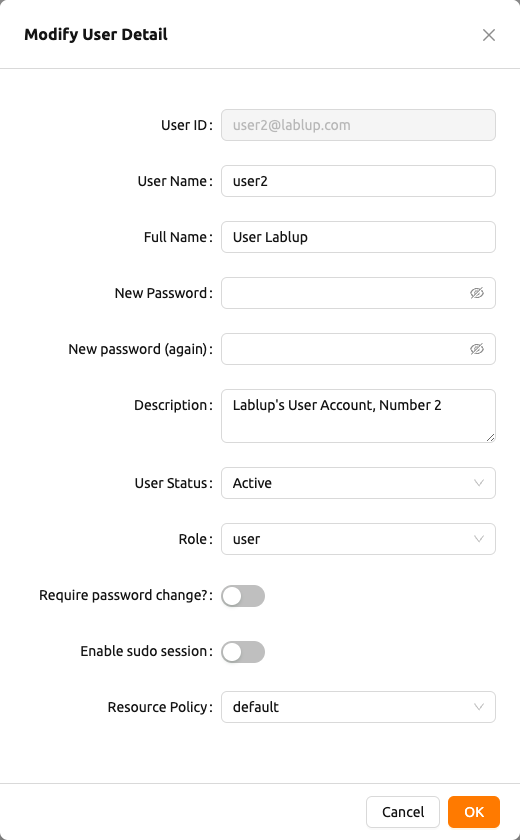 Modify User Detail
User ID: user2@lablup.com
User Name: user2
Full Name: User Lablup
New Password:
New password (again):
Description: Lablup's User Account, Number 2
User Status: Active
Role: user
Require password change?:
Enable sudo session:
Resource Policy: default
Cancel OK